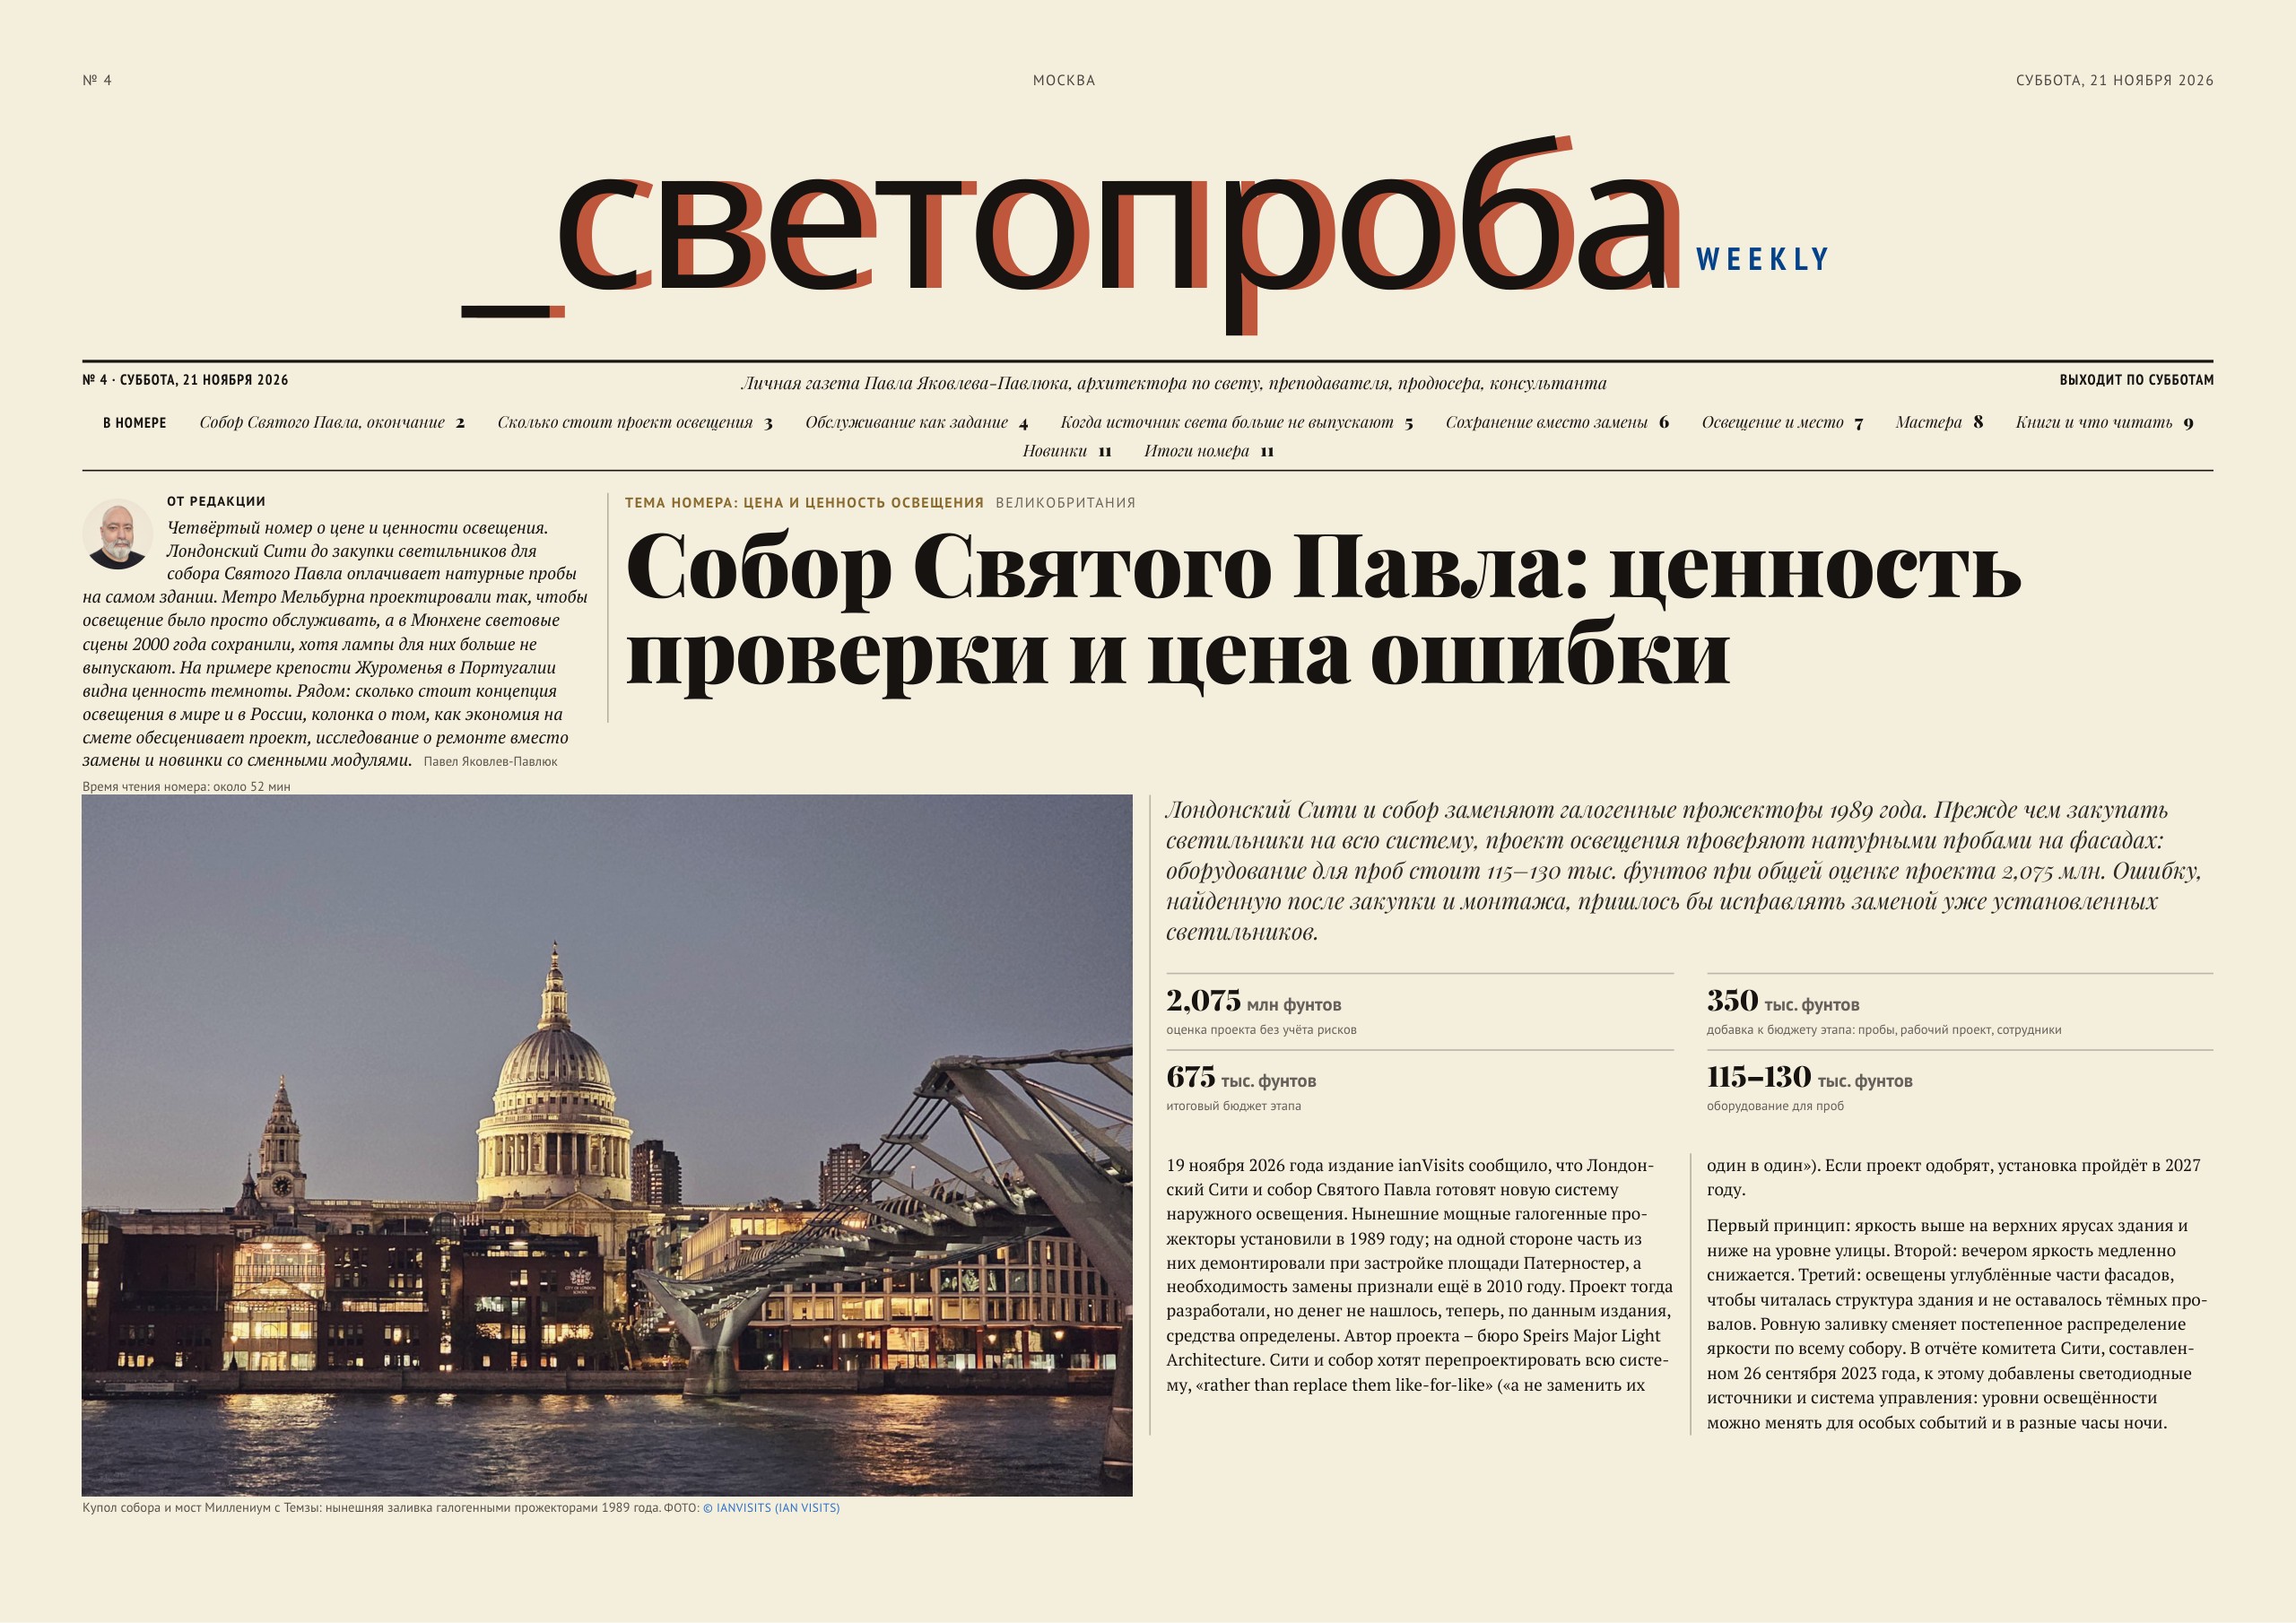 № 4
МОСКВА
СУББОТА, 21 НОЯБРЯ 2026
_светопроба
WEEKLY
№ 4 · СУББОТА, 21 НОЯБРЯ 2026
Личная газета Павла Яковлева-Павлюка, архитектора по свету, преподавателя, продюсера, консультанта
ВЫХОДИТ ПО СУББОТАМ
В НОМЕРЕ Собор Святого Павла, окончание 2 Сколько стоит проект освещения 3 Обслуживание как задание 4 Когда источник света больше не выпускают 5 Сохранение вместо замены 6 Освещение и место 7 Мастера 8 Книги и что читать 9
Новинки 11 Итоги номера 11
ОТ РЕДАКЦИИ
Четвёртый номер о цене и ценности освещения.
Лондонский Сити до закупки светильников для
собора Святого Павла оплачивает натурные пробы
на самом здании. Метро Мельбурна проектировали так, чтобы
освещение было просто обслуживать, а в Мюнхене световые
сцены 2000 года сохранили, хотя лампы для них больше не
выпускают. На примере крепости Журоменья в Португалии
видна ценность темноты. Рядом: сколько стоит концепция
освещения в мире и в России, колонка о том, как экономия на
смете обесценивает проект, исследование о ремонте вместо
замены и новинки со сменными модулями. Павел Яковлев-Павлюк
Время чтения номера: около 52 мин
ТЕМА НОМЕРА: ЦЕНА И ЦЕННОСТЬ ОСВЕЩЕНИЯ ВЕЛИКОБРИТАНИЯ
Собор Святого Павла: ценность
проверки и цена ошибки
Лондонский Сити и собор заменяют галогенные прожекторы 1989 года. Прежде чем закупать
светильники на всю систему, проект освещения проверяют натурными пробами на фасадах:
оборудование для проб стоит 115–130 тыс. фунтов при общей оценке проекта 2,075 млн. Ошибку,
найденную после закупки и монтажа, пришлось бы исправлять заменой уже установленных
светильников.
2,075 млн фунтов
оценка проекта без учёта рисков
350 тыс. фунтов
добавка к бюджету этапа: пробы, рабочий проект, сотрудники
675 тыс. фунтов
итоговый бюджет этапа
115–130 тыс. фунтов
оборудование для проб
19 ноября 2026 года издание ianVisits сообщило, что Лондон-
ский Сити и собор Святого Павла готовят новую систему
наружного освещения. Нынешние мощные галогенные про-
жекторы установили в 1989 году; на одной стороне часть из
них демонтировали при застройке площади Патерностер, а
необходимость замены признали ещё в 2010 году. Проект тогда
разработали, но денег не нашлось, теперь, по данным издания,
средства определены. Автор проекта – бюро Speirs Major Light
Architecture. Сити и собор хотят перепроектировать всю систе-
му, «rather than replace them like-for-like» («а не заменить их
один в один»). Если проект одобрят, установка пройдёт в 2027
году.
Первый принцип: яркость выше на верхних ярусах здания и
ниже на уровне улицы. Второй: вечером яркость медленно
снижается. Третий: освещены углублённые части фасадов,
чтобы читалась структура здания и не оставалось тёмных про-
валов. Ровную заливку сменяет постепенное распределение
яркости по всему собору. В отчёте комитета Сити, составлен-
ном 26 сентября 2023 года, к этому добавлены светодиодные
источники и система управления: уровни освещённости
можно менять для особых событий и в разные часы ночи.
Купол собора и мост Миллениум с Темзы: нынешняя заливка галогенными прожекторами 1989 года. ФОТО: © IANVISITS (IAN VISITS)